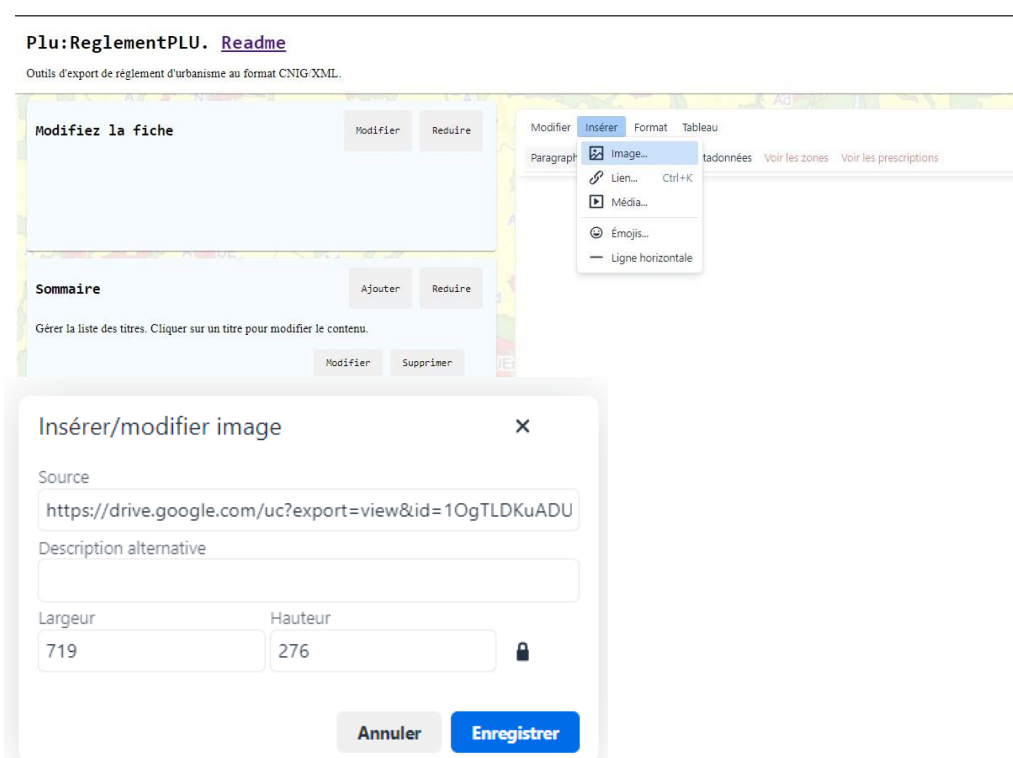 Plu:ReglementPLU. Readme
Outils d'export de règlement d'urbanisme au format CNIG/XML.
Modifiez la fiche
Modifier Reduire
Modifier Insérer Format Tableau
Paragraph tadonnées Voir les zones Voir les prescriptions
Image...
Lien... Ctrl+K
Média...
Émojis...
Ligne horizontale
Sommaire
Ajouter Reduire
Gérer la liste des titres. Cliquer sur un titre pour modifier le contenu.
Modifier Supprimer
Insérer/modifier image
Source
https://drive.google.com/uc?export=view&id=1OgTLDKuADU
Description alternative
Largeur Hauteur
719 276
Annuler Enregistrer